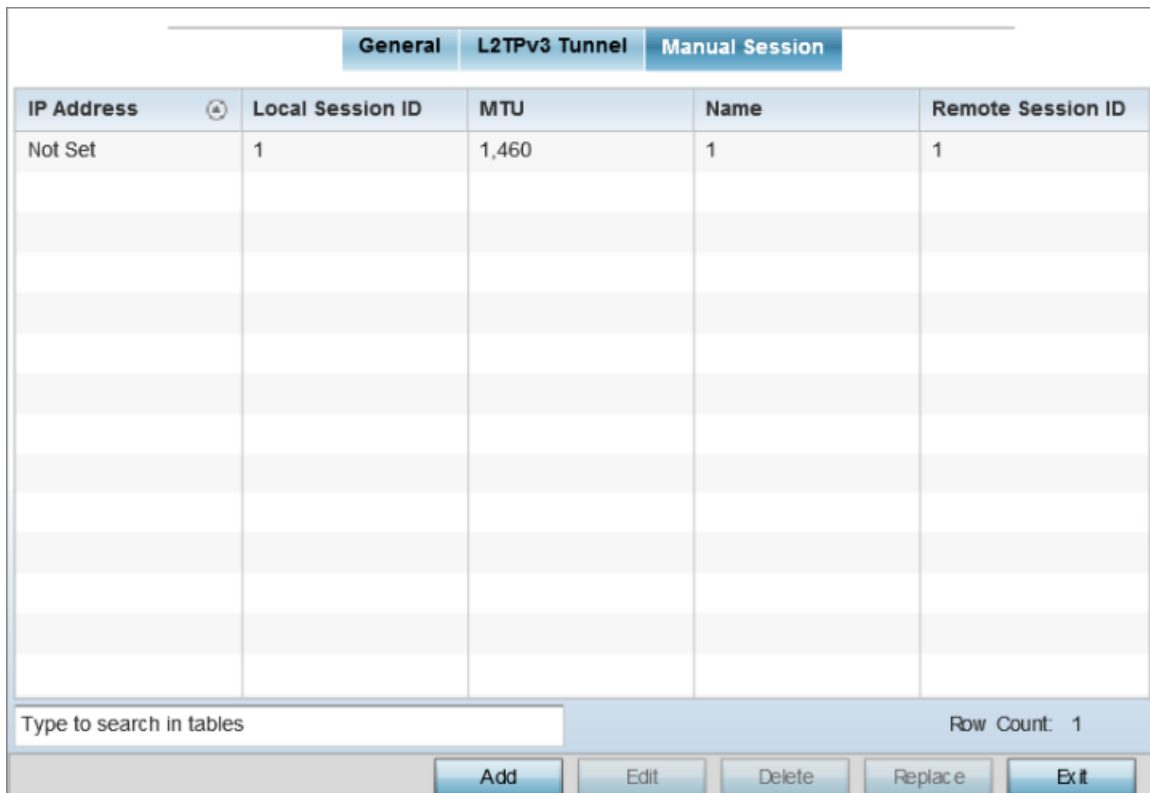 General L2TPv3 Tunnel Manual Session
IP Address Local Session ID MTU Name Remote Session ID
Not Set 1 1,460 1 1
Type to search in tables Row Count: 1
Add Edit Delete Replace Exit